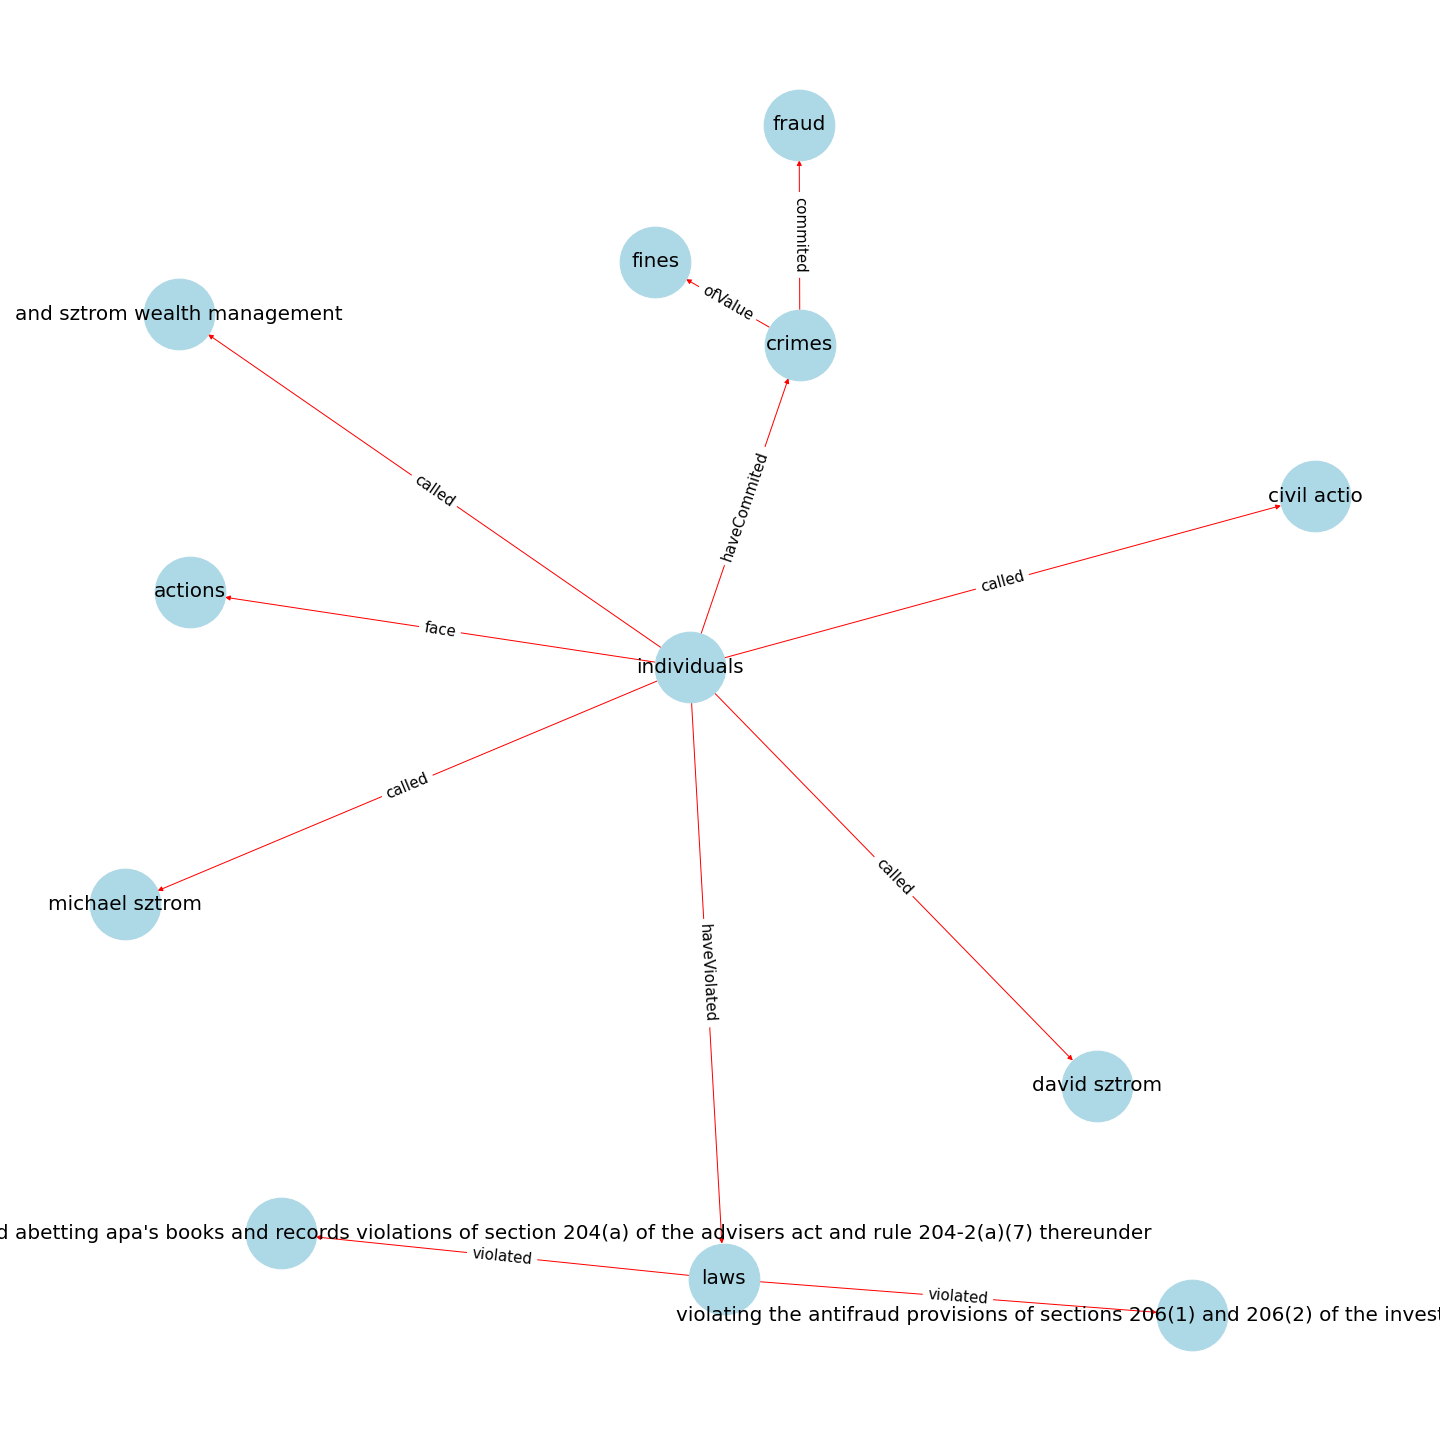 fraud
commited
fines
ofValue
and sztrom wealth management
crimes
called
haveCommited
civil actio
called
actions
face
individuals
called
michael sztrom
called
haveViolated
david sztrom
d abetting apa's books and records violations of section 204(a) of the advisers act and rule 204-2(a)(7) thereunder
violated
laws
violated
violating the antifraud provisions of sections 206(1) and 206(2) of the invest